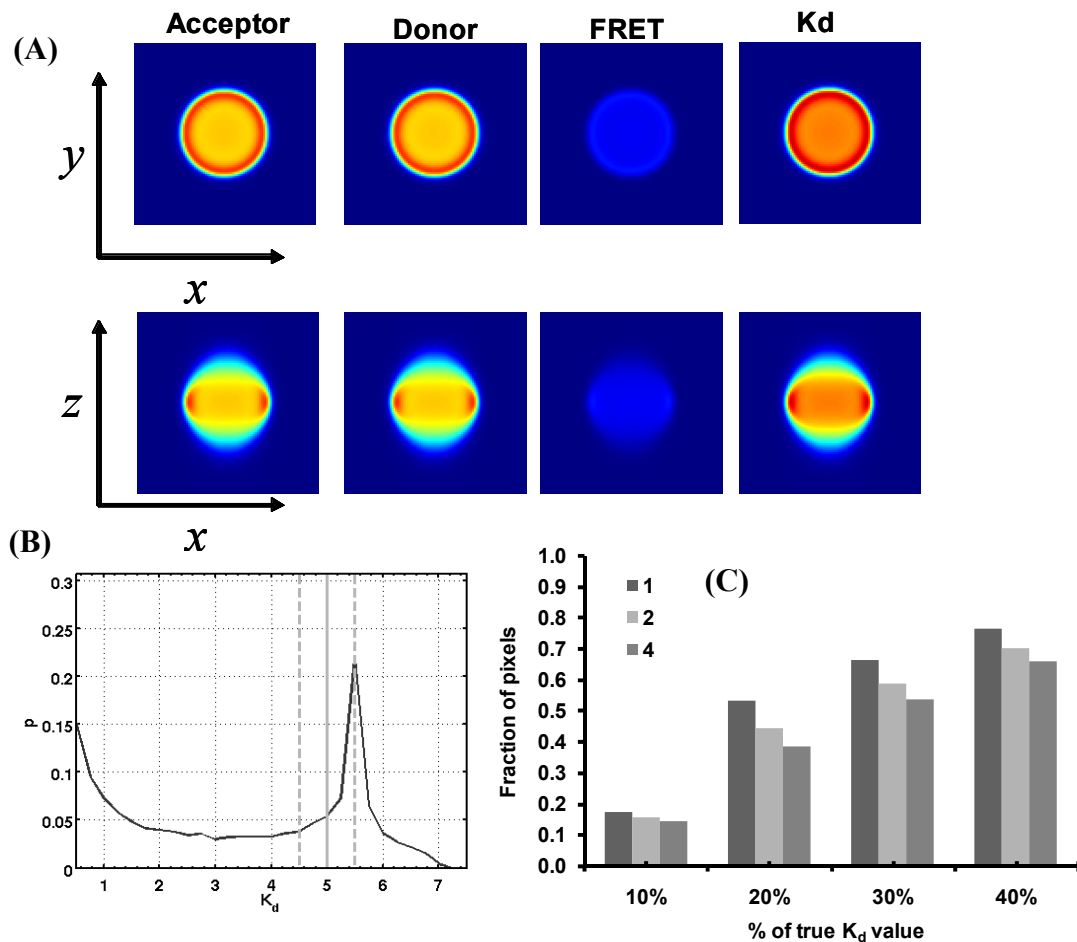 (A)
Acceptor Donor FRET Kd
y
x
z
x
(B)
0.3
0.25
0.2
0.15
0.1
0.05
0
p
1 2 3 4 5 6 7
Kd
(C)
1.0
0.9
0.8
0.7
0.6
0.5
0.4
0.3
0.2
0.1
0.0
Fraction of pixels
1
2
4
10% 20% 30% 40%
% of true Kd value